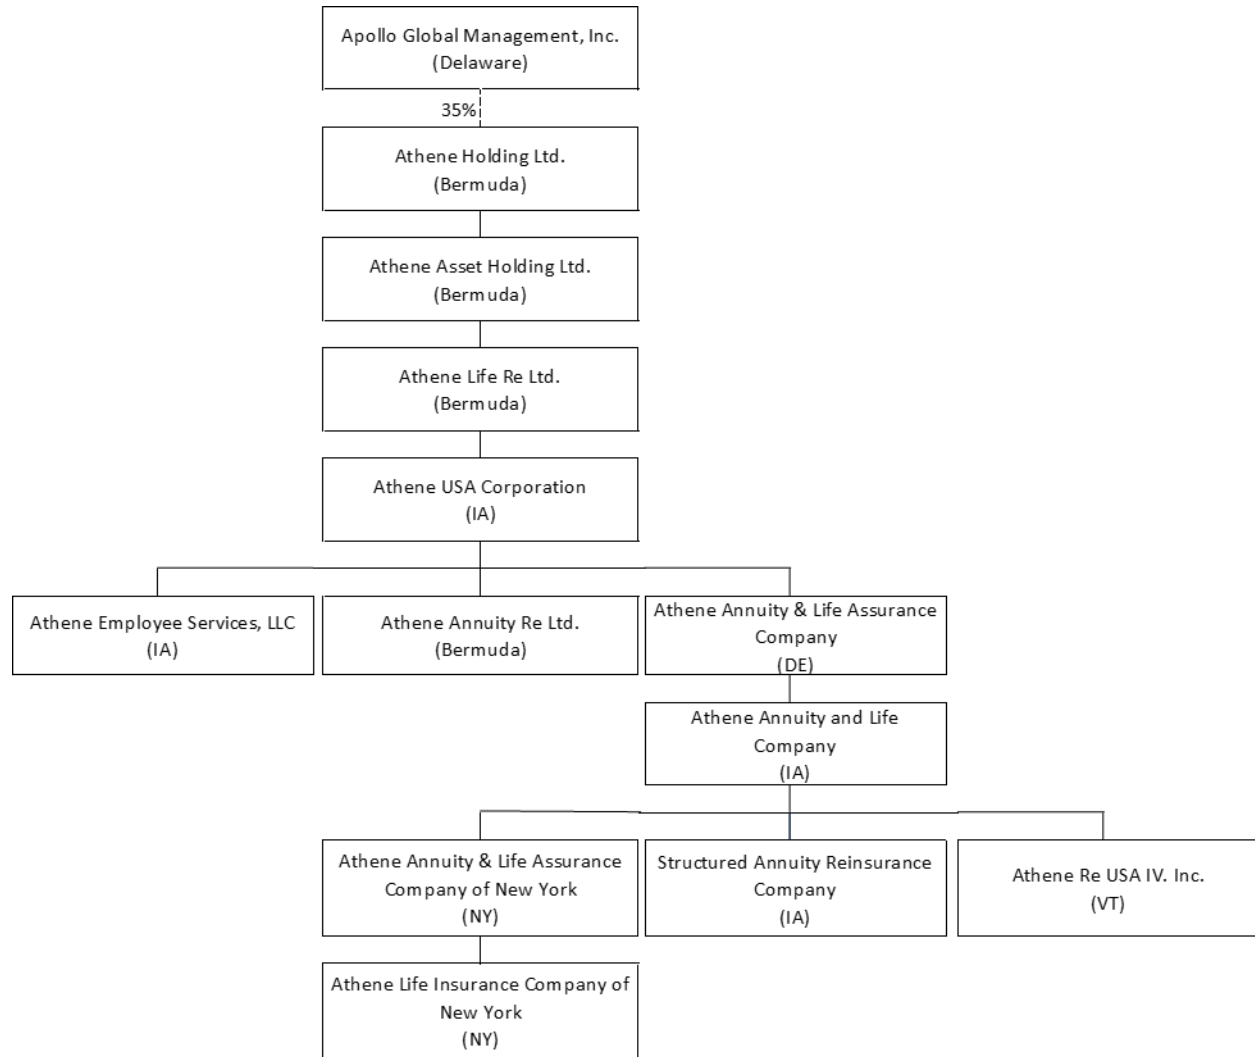 Apollo Global Management, Inc.
(Delaware)
35%
Athene Holding Ltd.
(Bermuda)
Athene Asset Holding Ltd.
(Bermuda)
Athene Life Re Ltd.
(Bermuda)
Athene USA Corporation
(IA)
Athene Employee Services, LLC
(IA)
Athene Annuity Re Ltd.
(Bermuda)
Athene Annuity & Life Assurance
Company
(DE)
Athene Annuity and Life
Company
(IA)
Athene Annuity & Life Assurance
Company of New York
(NY)
Structured Annuity Reinsurance
Company
(IA)
Athene Re USA IV. Inc.
(VT)
Athene Life Insurance Company of
New York
(NY)